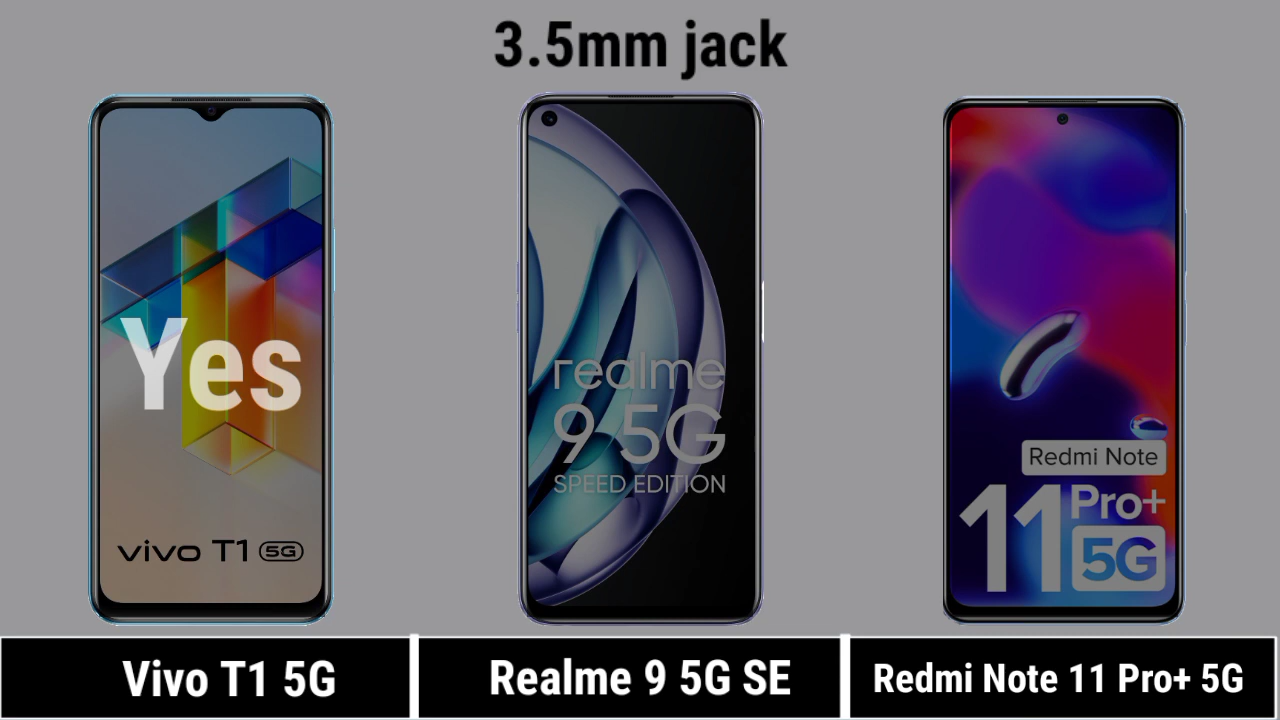 3.5mm jack
Yes
vivo T1 5G
realme
9 5G
SPEED EDITION
Redmi Note
11 Pro+
5G
Vivo T1 5G
Realme 9 5G SE
Redmi Note 11 Pro+ 5G